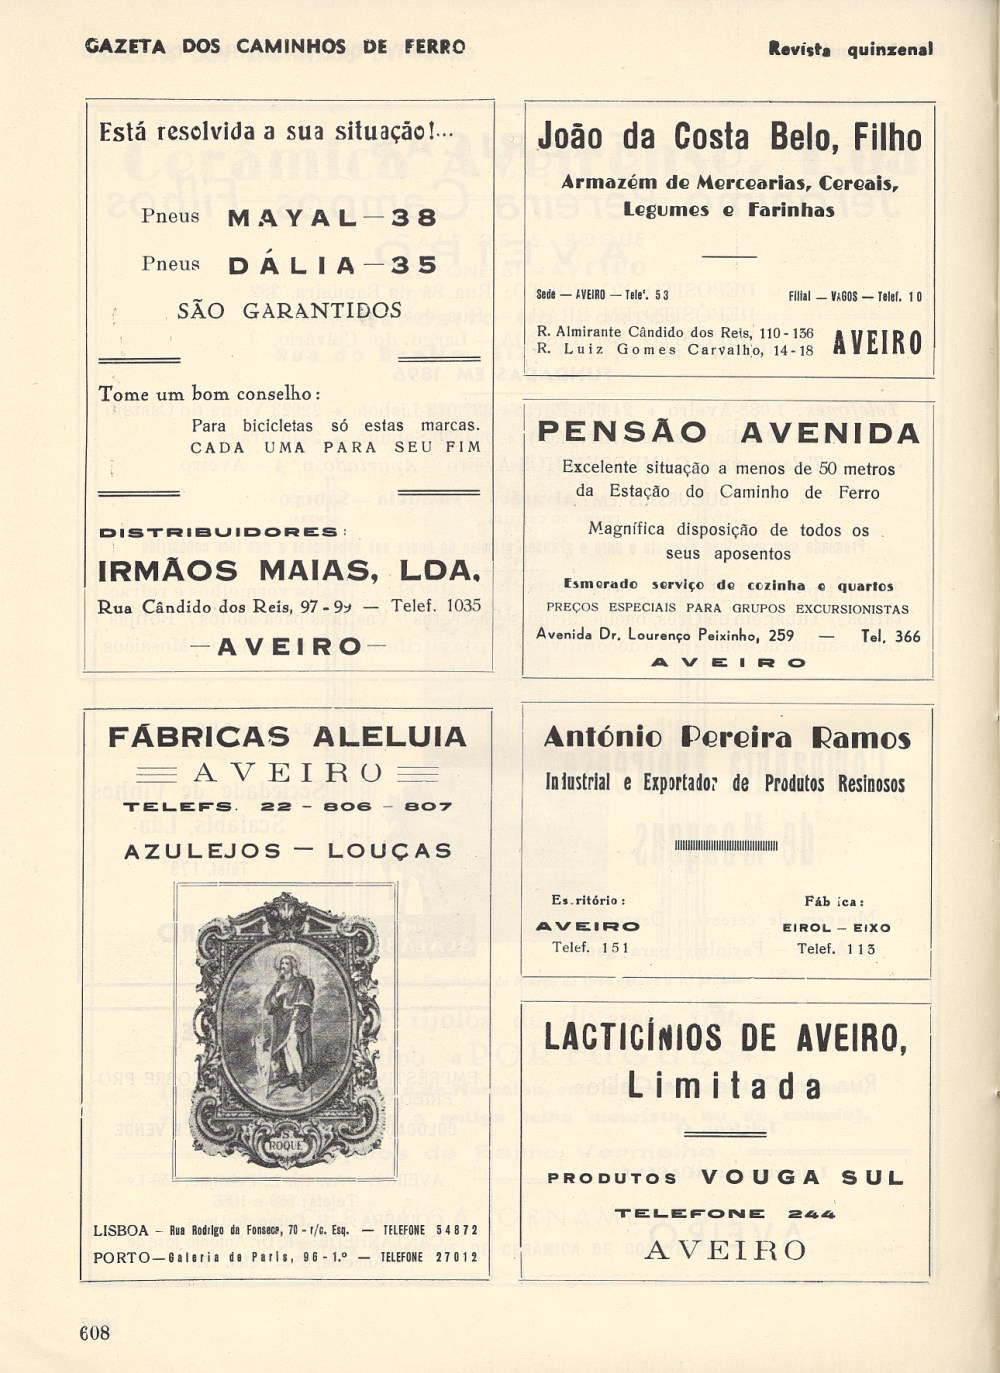 GAZETA DOS CAMINHOS DE FERRO
Revista quinzenal
Está resolvida a sua situação!...
Pneus MAYAL — 38
Pneus DÁLIA — 35
SÃO GARANTIDOS
Tome um bom conselho:
Para bicicletas só estas marcas.
CADA UMA PARA SEU FIM
DISTRIBUIDORES:
IRMÃOS MAIAS, LDA.
Rua Cândido dos Reis, 97-99 — Telef. 1035
— AVEIRO —
João da Costa Belo, Filho
Armazém de Mercearias, Cereais,
Legumes e Farinhas
Sede — AVEIRO — Telef. 53
Filial — VAGOS — Telef. 10
R. Almirante Cândido dos Reis, 110-136
R. Luiz Gomes Carvalho, 14-18
AVEIRO
PENSÃO AVENIDA
Excelente situação a menos de 50 metros
da Estação do Caminho de Ferro
Magnífica disposição de todos os
seus aposentos
Esmerado serviço de cozinha e quartos
PREÇOS ESPECIAIS PARA GRUPOS EXCURSIONISTAS
Avenida Dr. Lourenço Peixinho, 259 — Tel. 366
AVEIRO
FÁBRICAS ALELUIA
AVEIRO
TELEFS. 22 - 806 - 807
AZULEJOS — LOUÇAS
S.
ROQUE
LISBOA – Rua Rodrigo da Fonseca, 70 - r/c. Esq. — TELEFONE 54872
PORTO — Galeria de Paris, 96-1.º — TELEFONE 27012
António Pereira Ramos
Industrial e Exportador de Produtos Resinosos
Escritório:
AVEIRO
Telef. 151
Fábrica:
EIROL — EIXO
Telef. 113
LACTICÍNIOS DE AVEIRO,
Limitada
PRODUTOS VOUGA SUL
TELEFONE 244
AVEIRO
608